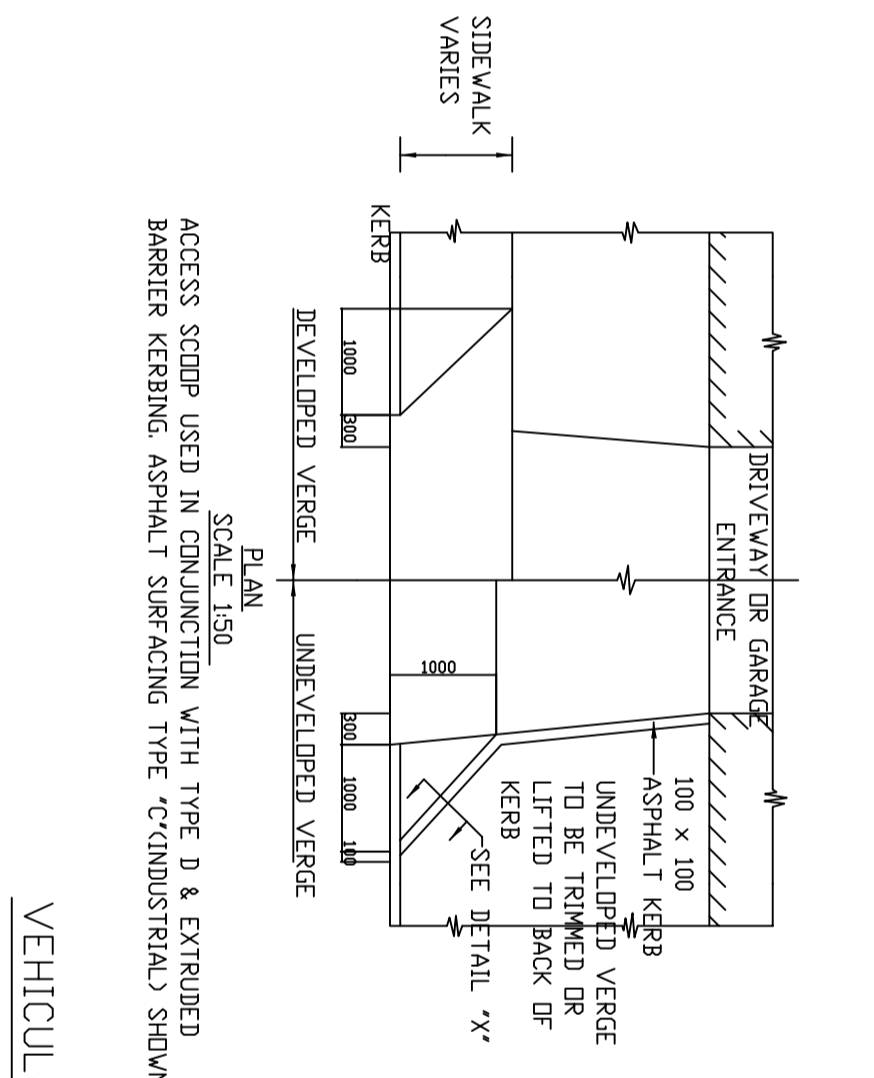 SIDEWALK
VARIES
KERB
DRIVEWAY OR GARAGE
ENTRANCE
100 x 100
ASPHALT KERB
UNDEVELOPED VERGE
TO BE TRIMMED OR
LIFTED TO BACK OF
KERB
SEE DETAIL "X"
1000
1000
300
300
1000
100
DEVELOPED VERGE
UNDEVELOPED VERGE
PLAN
SCALE 1:50
ACCESS SCOOP USED IN CONJUNCTION WITH TYPE D & EXTRUDED
BARRIER KERBING. ASPHALT SURFACING TYPE "C"(INDUSTRIAL) SHOWN
VEHICUL